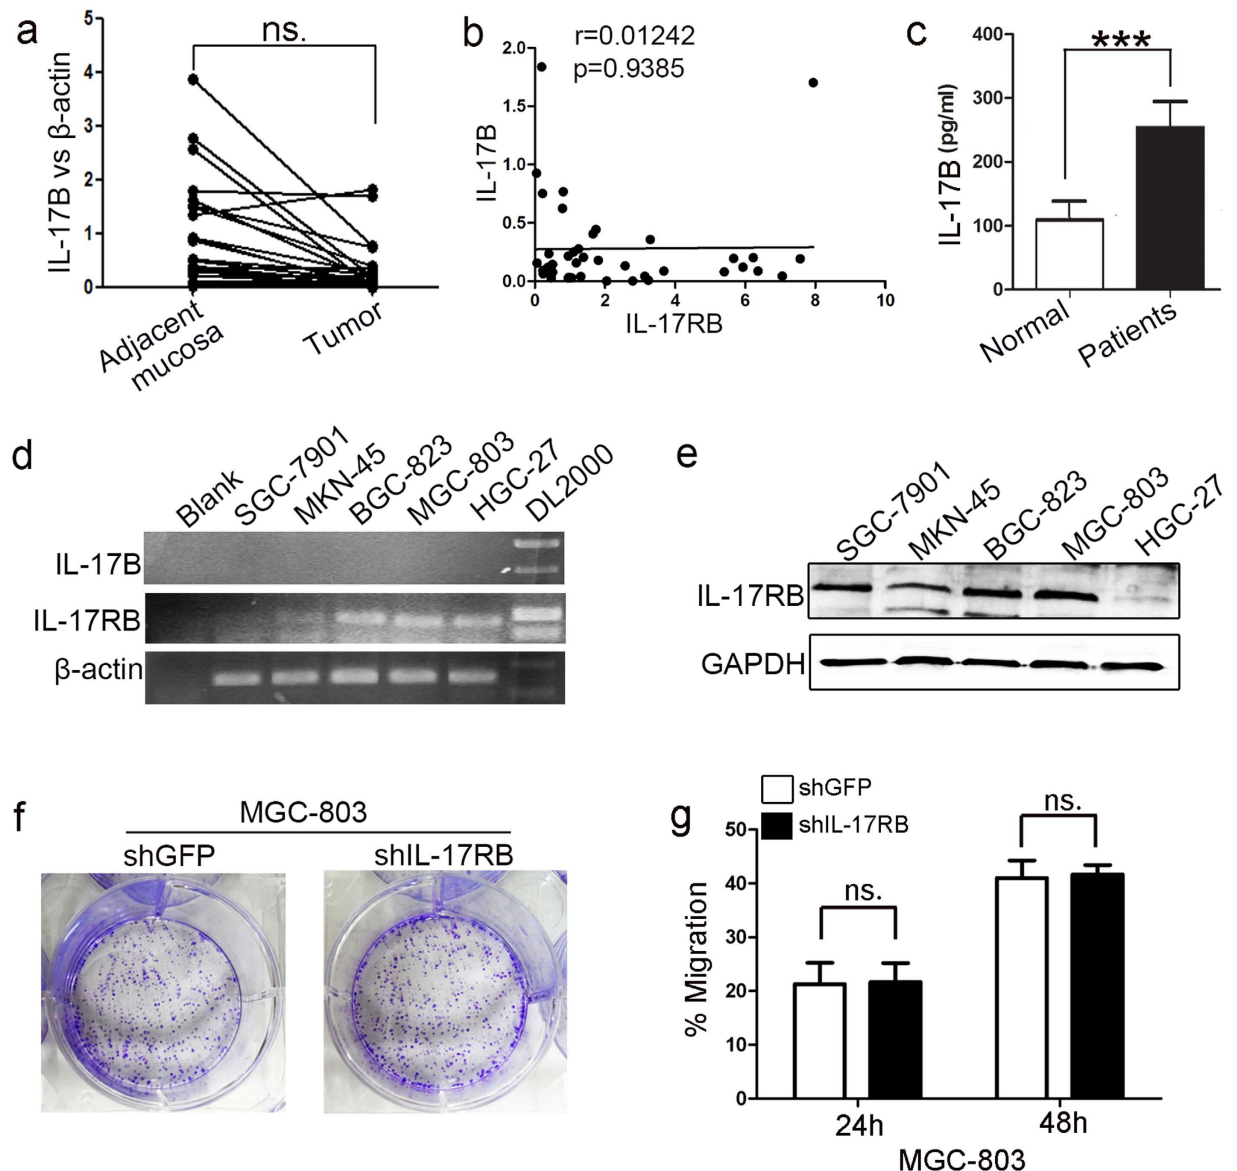 a
ns.
IL-17B vs β-actin
5
4
3
2
1
0
Adjacent
mucosa
Tumor
b
r=0.01242
p=0.9385
IL-17B
2.0
1.5
1.0
0.5
0.0
0
2
4
6
8
10
IL-17RB
c
***
IL-17B (pg/ml)
400
300
200
100
0
Normal
Patients
d
Blank
SGC-7901
MKN-45
BGC-823
MGC-803
HGC-27
DL2000
IL-17B
IL-17RB
β-actin
e
SGC-7901
MKN-45
BGC-823
MGC-803
HGC-27
IL-17RB
GAPDH
f
MGC-803
shGFP
shIL-17RB
g
shGFP
shIL-17RB
% Migration
50
40
30
20
10
0
ns.
ns.
24h
48h
MGC-803